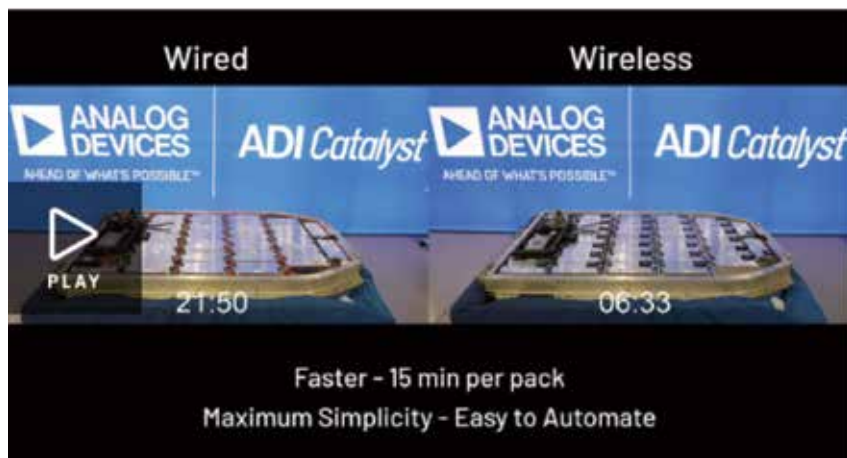 Wired
Wireless
ANALOG
DEVICES
AHEAD OF WHAT'S POSSIBLE™
ADI Catalyst
ANALOG
DEVICES
AHEAD OF WHAT'S POSSIBLE™
ADI Catalyst
PLAY
21:50
06:33
Faster - 15 min per pack
Maximum Simplicity - Easy to Automate